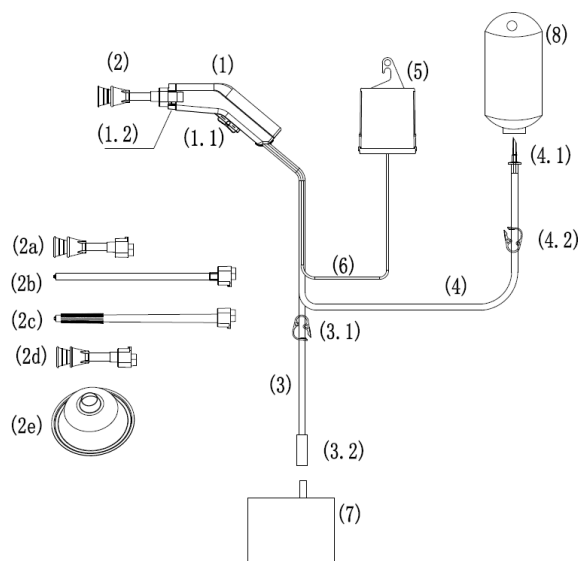 (2)
(1)
(5)
(8)
(1.2)
(1.1)
(4.1)
(4.2)
(2a)
(2b)
(6)
(4)
(2c)
(3.1)
(2d)
(3)
(2e)
(3.2)
(7)